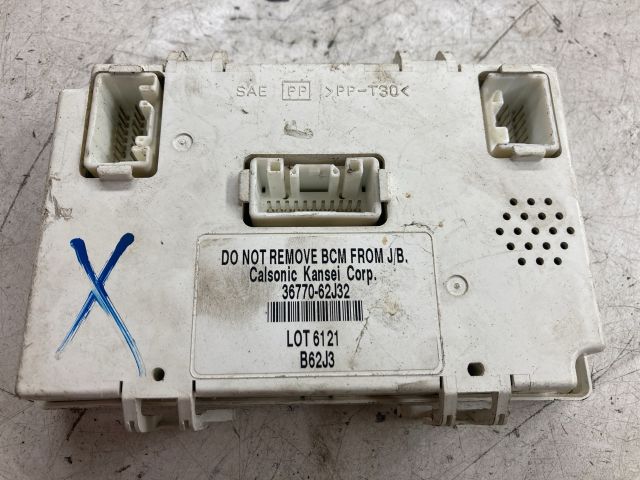 SAE PP >PP-T30<
DO NOT REMOVE BCM FROM J/B.
Calsonic Kansei Corp.
36770-62J32
LOT 6121
B62J3
X